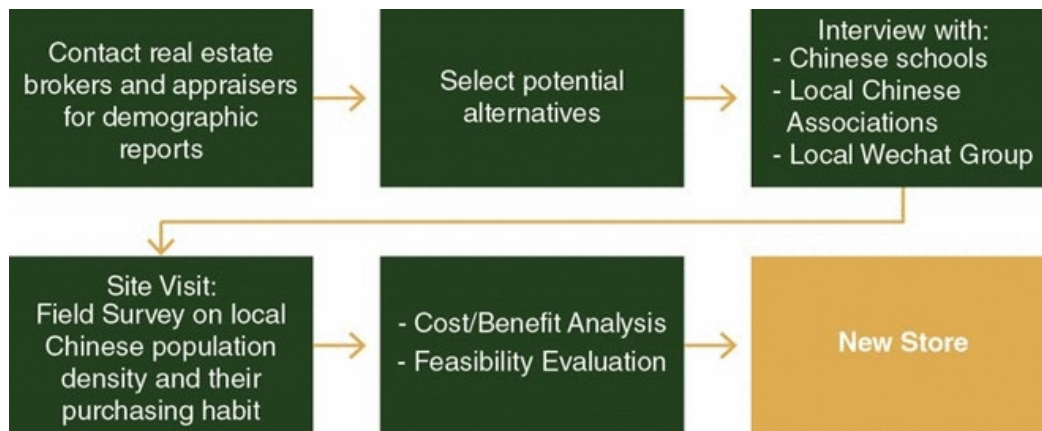 Contact real estate
brokers and appraisers
for demographic
reports
Select potential
alternatives
Interview with:
- Chinese schools
- Local Chinese
Associations
- Local Wechat Group
Site Visit:
Field Survey on local
Chinese population
density and their
purchasing habit
- Cost/Benefit Analysis
- Feasibility Evaluation
New Store